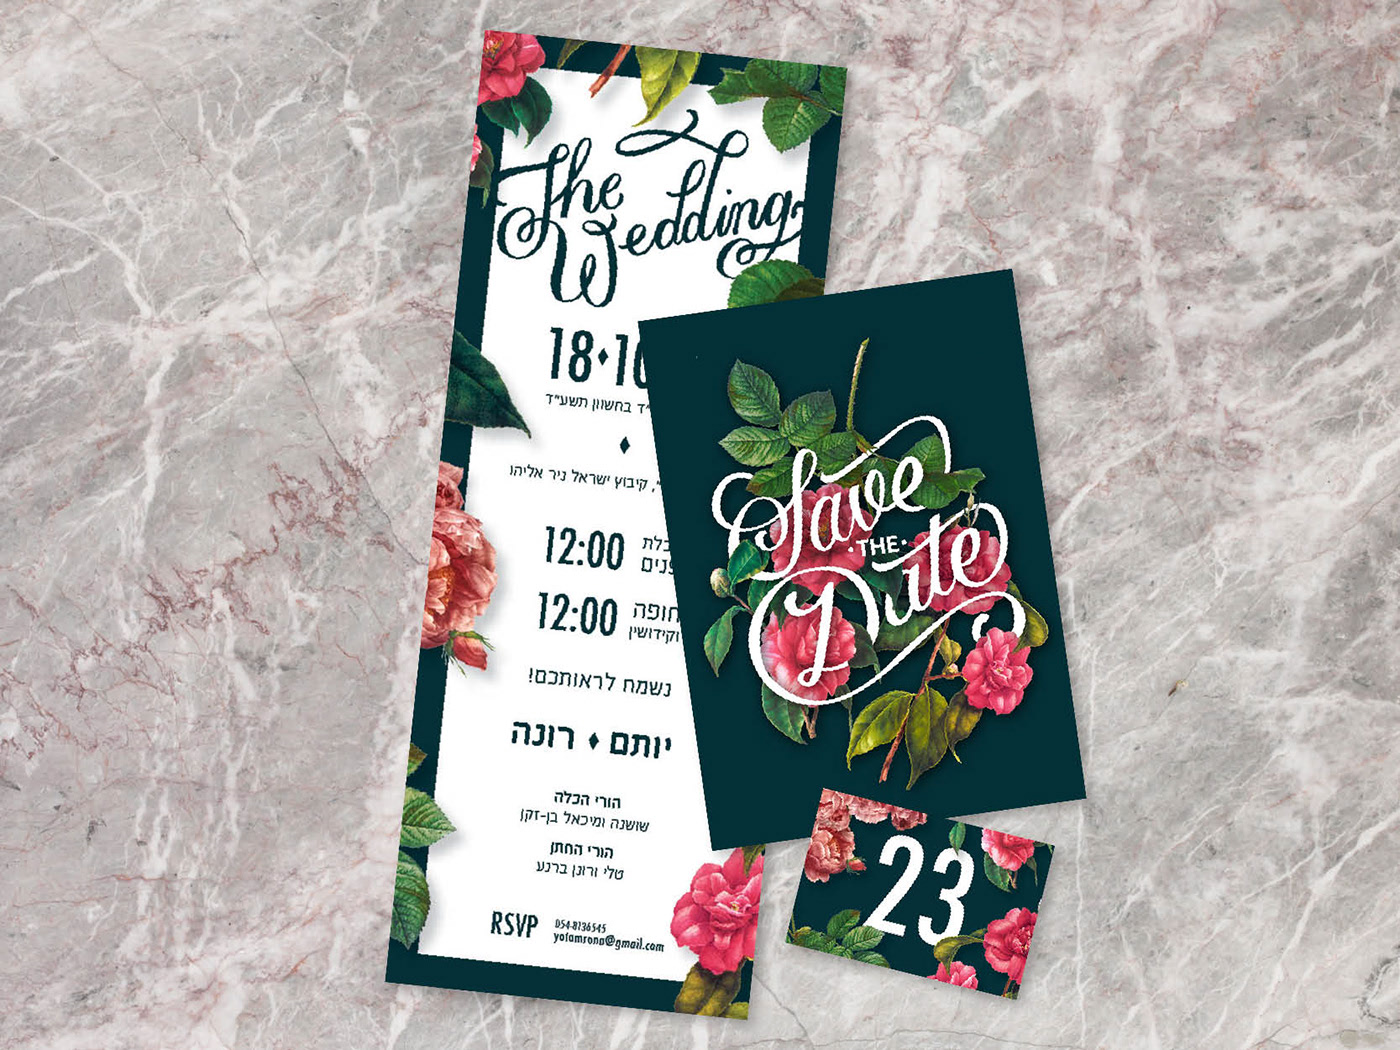 The
Wedding
18•10
״ד בחשוון תשע״ד
״, קיבוץ ישראל ניר אליהו
12:00
12:00 חופה
נשמח לראותכם!
יותם ♦ רונה
הורי הכלה
שושנה ומיכאל בן-זקן
הורי החתן
טלי ורונן ברנע
RSVP
054-8136545
yotamrona@gmail.com
Save
•THE•
Date
23